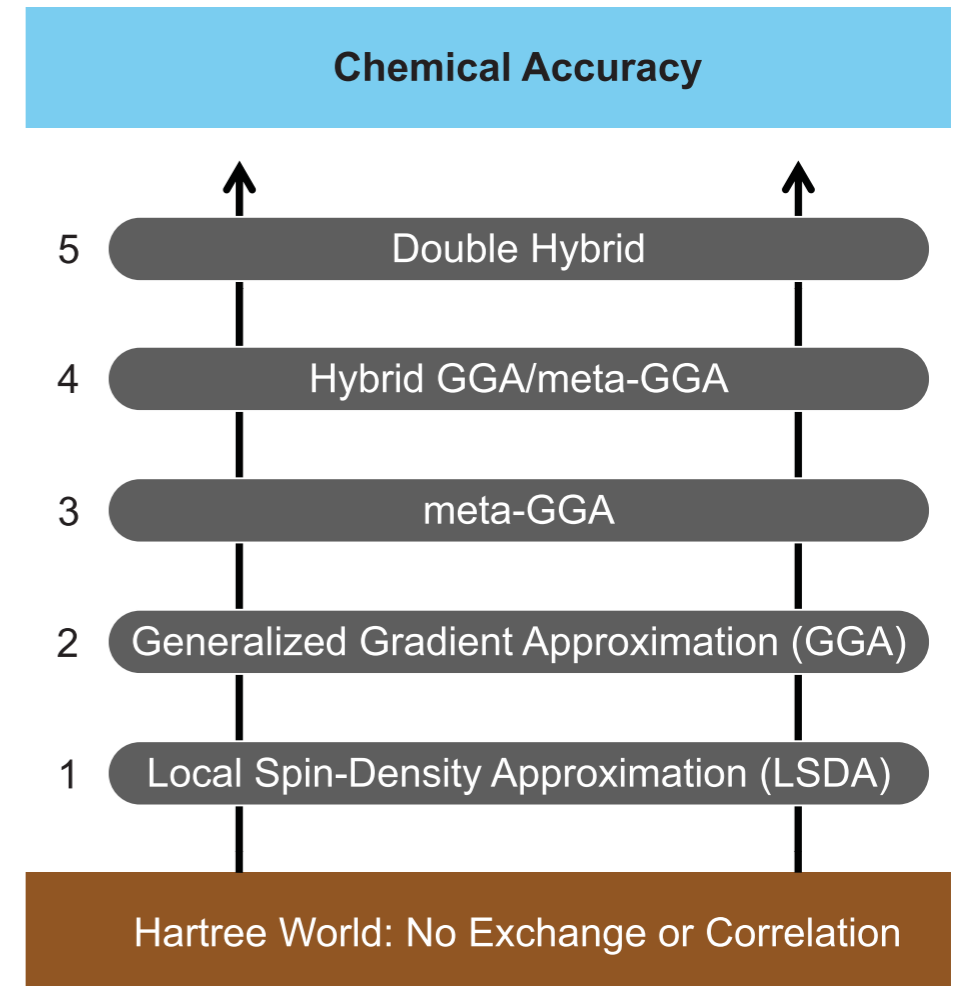 Chemical Accuracy
5 Double Hybrid
4 Hybrid GGA/meta-GGA
3 meta-GGA
2 Generalized Gradient Approximation (GGA)
1 Local Spin-Density Approximation (LSDA)
Hartree World: No Exchange or Correlation